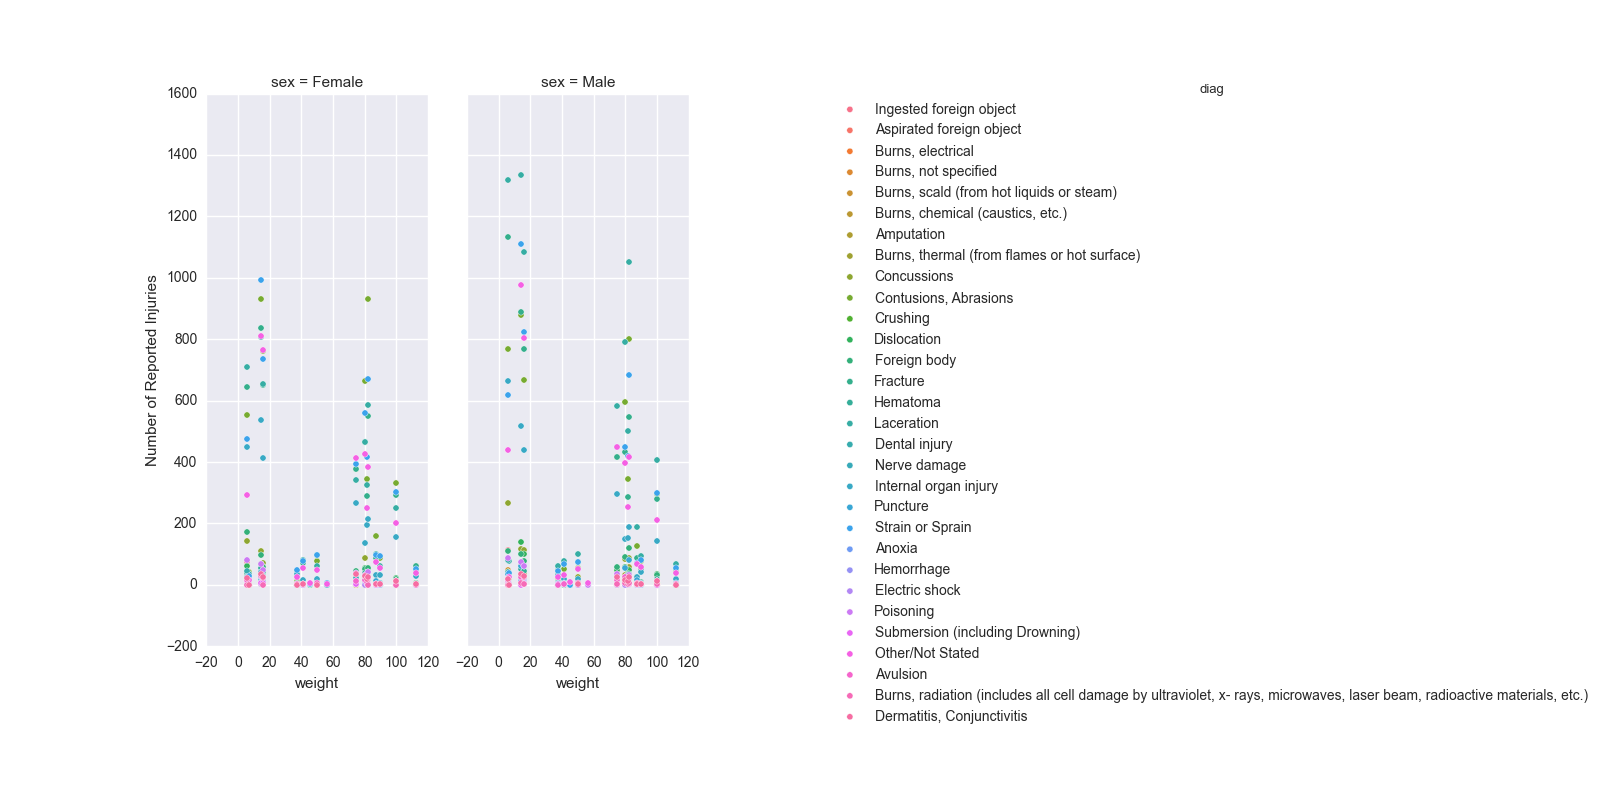 sex = Female
sex = Male
diag
1600
1400
1200
1000
800
600
400
200
0
−200
Number of Reported Injuries
−20 0 20 40 60 80 100 120
−20 0 20 40 60 80 100 120
weight
weight
Ingested foreign object
Aspirated foreign object
Burns, electrical
Burns, not specified
Burns, scald (from hot liquids or steam)
Burns, chemical (caustics, etc.)
Amputation
Burns, thermal (from flames or hot surface)
Concussions
Contusions, Abrasions
Crushing
Dislocation
Foreign body
Fracture
Hematoma
Laceration
Dental injury
Nerve damage
Internal organ injury
Puncture
Strain or Sprain
Anoxia
Hemorrhage
Electric shock
Poisoning
Submersion (including Drowning)
Other/Not Stated
Avulsion
Burns, radiation (includes all cell damage by ultraviolet, x- rays, microwaves, laser beam, radioactive materials, etc.)
Dermatitis, Conjunctivitis